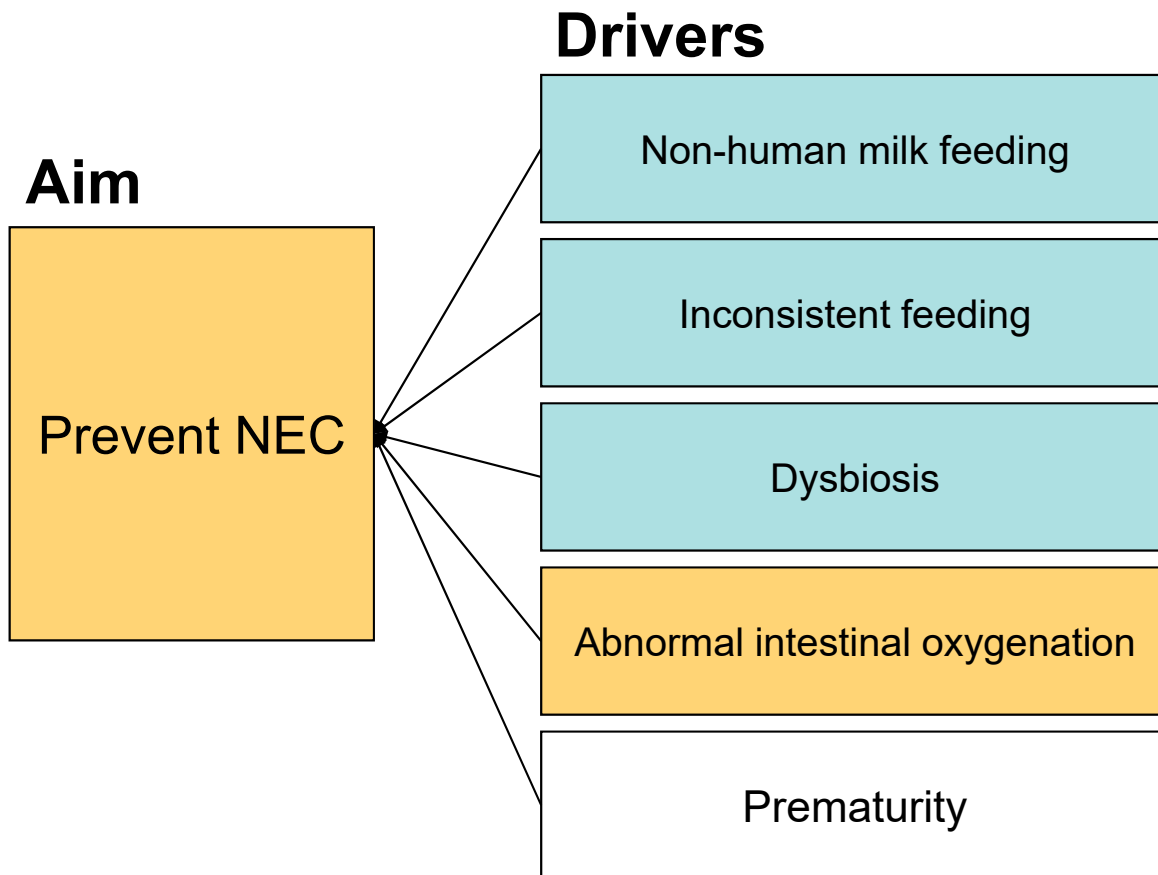 Drivers
Non-human milk feeding
Aim
Inconsistent feeding
Prevent NEC
Dysbiosis
Abnormal intestinal oxygenation
Prematurity